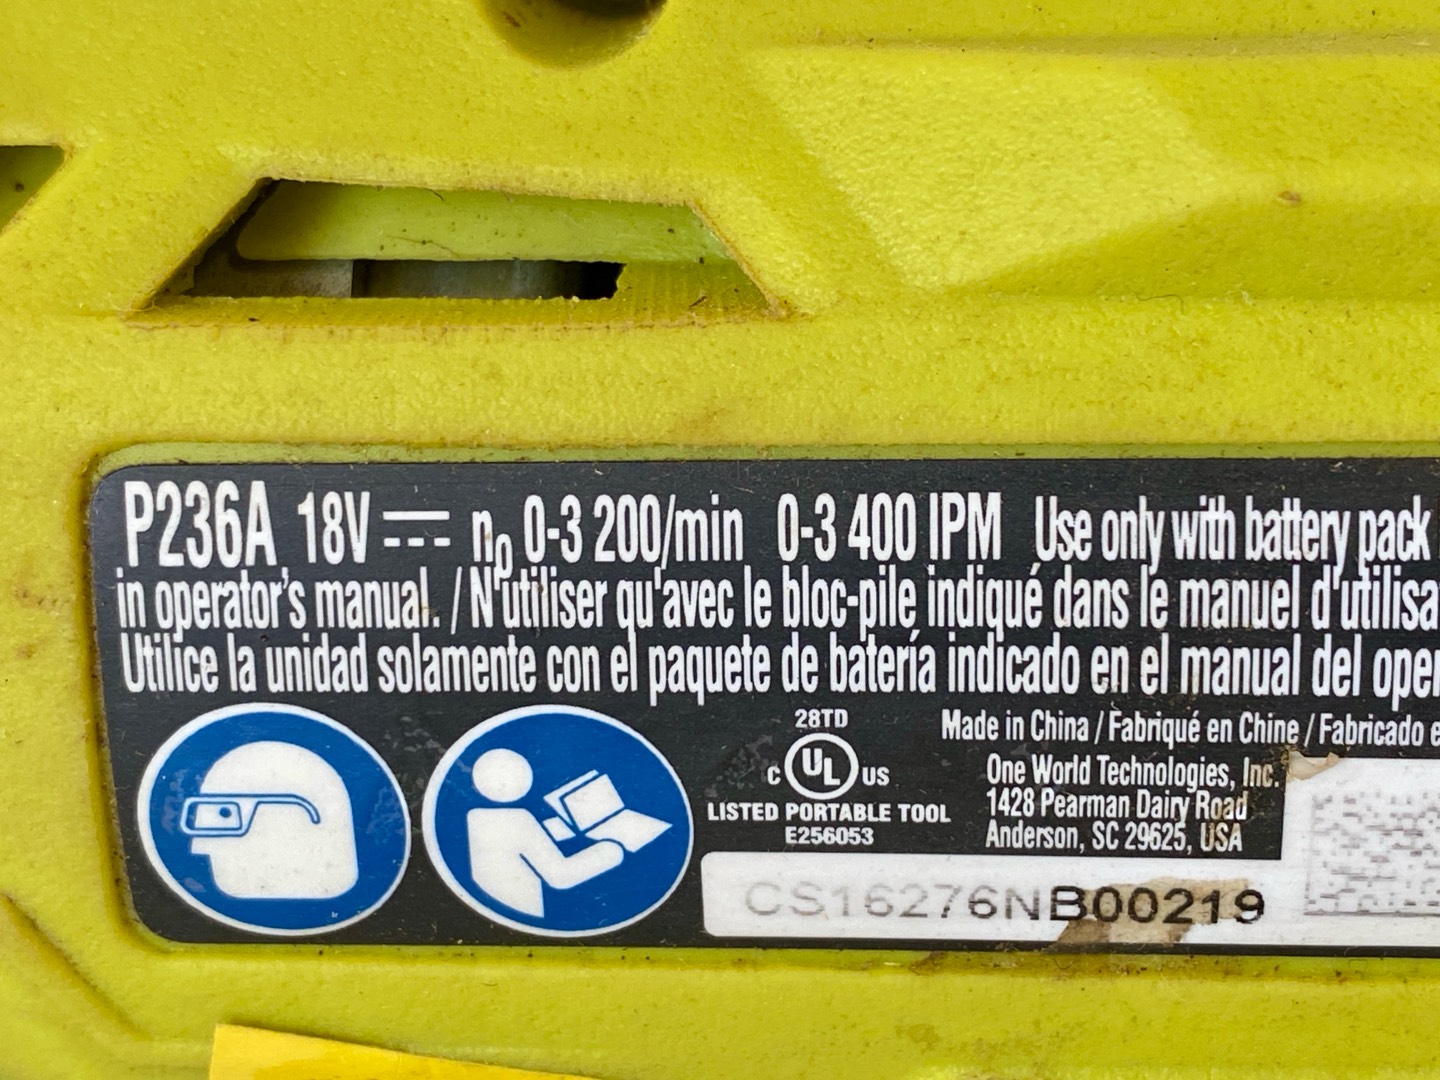 P236A 18V n₀ 0-3 200/min 0-3 400 IPM Use only with battery pack
in operator's manual. / N'utiliser qu'avec le bloc-pile indiqué dans le manuel d'utilisa
Utilice la unidad solamente con el paquete de batería indicado en el manual del oper
28TD
C UL US
LISTED PORTABLE TOOL
E256053
Made in China / Fabriqué en Chine / Fabricado e
One World Technologies, Inc.
1428 Pearman Dairy Road
Anderson, SC 29625, USA
CS16276NB00219